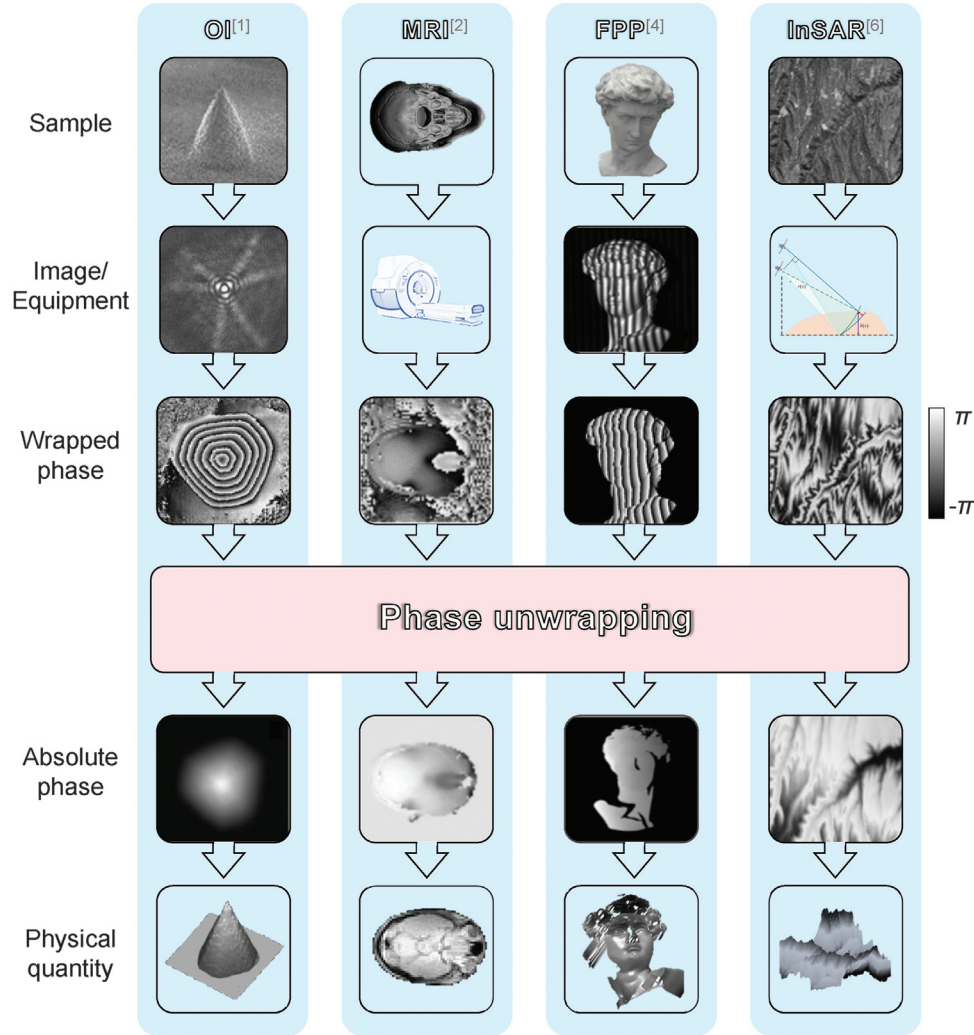 OI[1] MRI[2] FPP[4] InSAR[6]
Sample
Image/
Equipment
Wrapped
phase
π
-π
Phase unwrapping
Absolute
phase
Physical
quantity